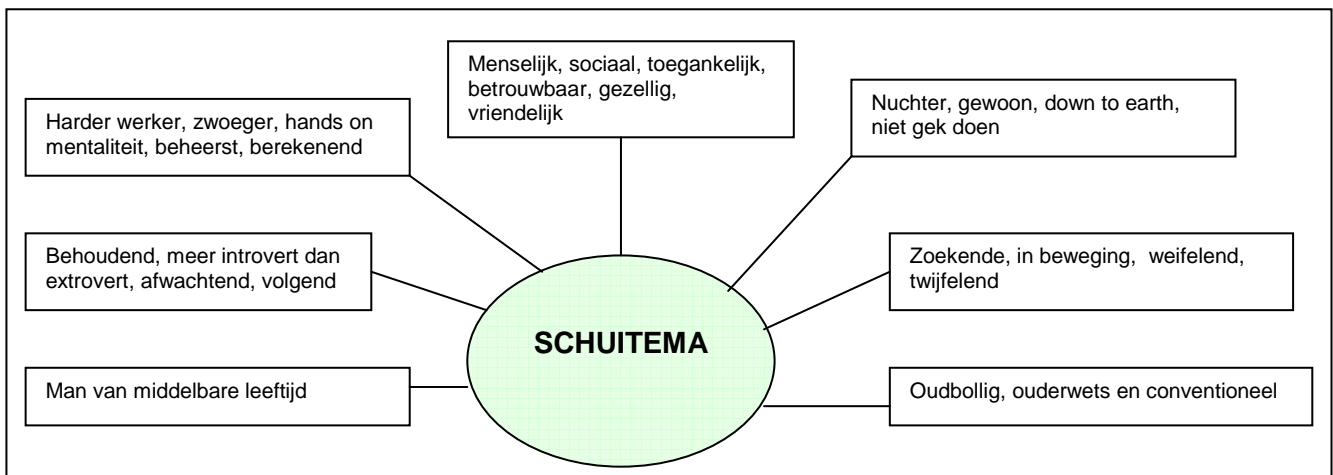 Menselijk, sociaal, toegankelijk,
betrouwbaar, gezellig,
vriendelijk
Nuchter, gewoon, down to earth,
niet gek doen
Harder werker, zwoeger, hands on
mentaliteit, beheerst, berekenend
Behoudend, meer introvert dan
extrovert, afwachtend, volgend
Zoekende, in beweging, weifelend,
twijfelend
SCHUITEMA
Man van middelbare leeftijd
Oudbollig, ouderwets en conventioneel